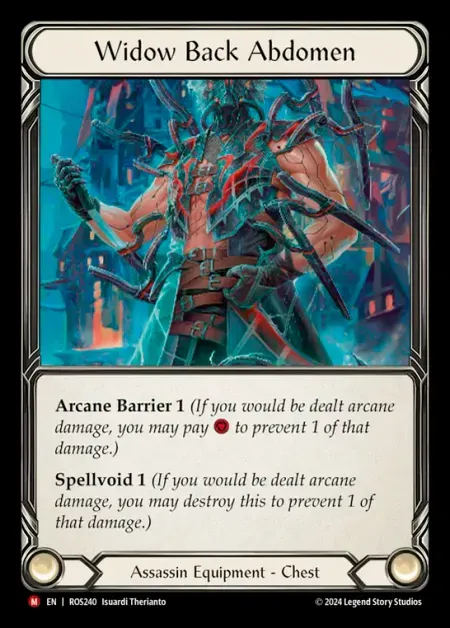 Widow Back Abdomen
Arcane Barrier 1 (If you would be dealt arcane
damage, you may pay to prevent 1 of that
damage.)
Spellvoid 1 (If you would be dealt arcane
damage, you may destroy this to prevent 1 of
that damage.)
Assassin Equipment - Chest
M EN | ROS240 Isuardi Therianto © 2024 Legend Story Studios